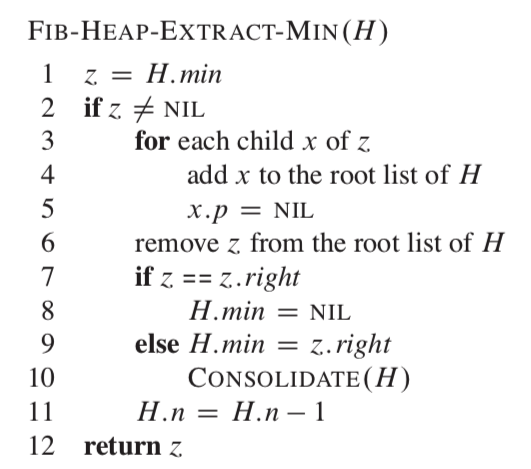 FIB-HEAP-EXTRACT-MIN(H)
1 z = H.min
2 if z ≠ NIL
3 for each child x of z
4 add x to the root list of H
5 x.p = NIL
6 remove z from the root list of H
7 if z == z.right
8 H.min = NIL
9 else H.min = z.right
10 CONSOLIDATE(H)
11 H.n = H.n − 1
12 return z